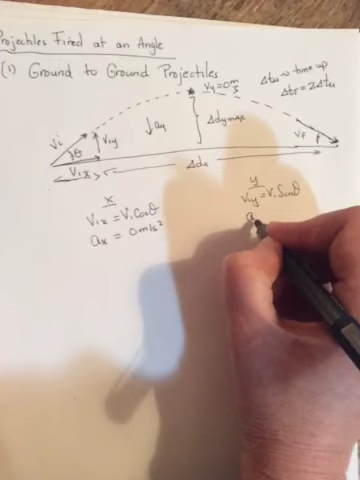 Projectiles Fired at an Angle
(1) Ground to Ground Projectiles
Vy = 0 m/s
Δtu → time up
Δt = 2Δtu
Vi
Viy
↓ay
Δdymax
Vf
θ
Vix
Δdx
x
Vix = Vi Cosθ
ax = 0 m/s²
y
Viy = Vi Sinθ
a